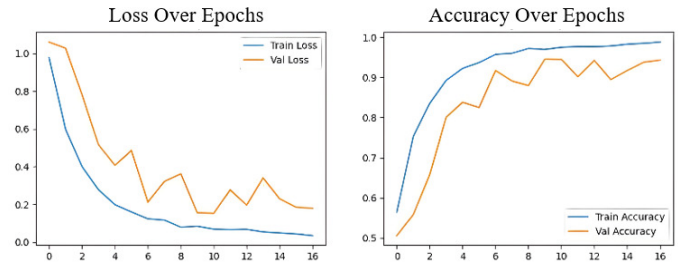 Loss Over Epochs
Train Loss
Val Loss
1.0
0.8
0.6
0.4
0.2
0.0
0 2 4 6 8 10 12 14 16
Accuracy Over Epochs
1.0
0.9
0.8
0.7
0.6
0.5
Train Accuracy
Val Accuracy
0 2 4 6 8 10 12 14 16